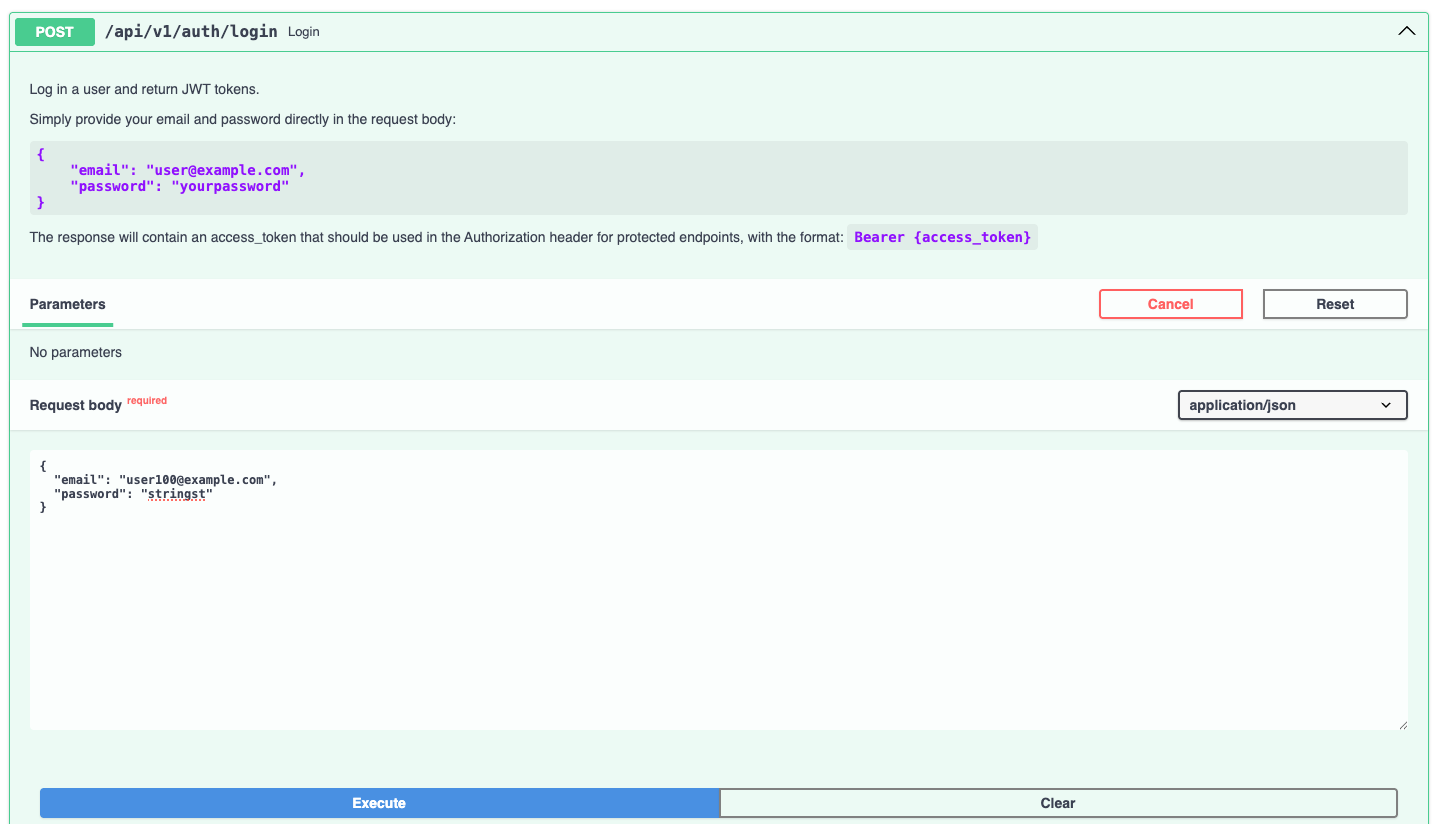 POST /api/v1/auth/login Login
Log in a user and return JWT tokens.
Simply provide your email and password directly in the request body:
{
    "email": "user@example.com",
    "password": "yourpassword"
}
The response will contain an access_token that should be used in the Authorization header for protected endpoints, with the format: Bearer {access_token}
Parameters Cancel Reset
No parameters
Request body required application/json
{
  "email": "user100@example.com",
  "password": "stringst"
}
Execute Clear